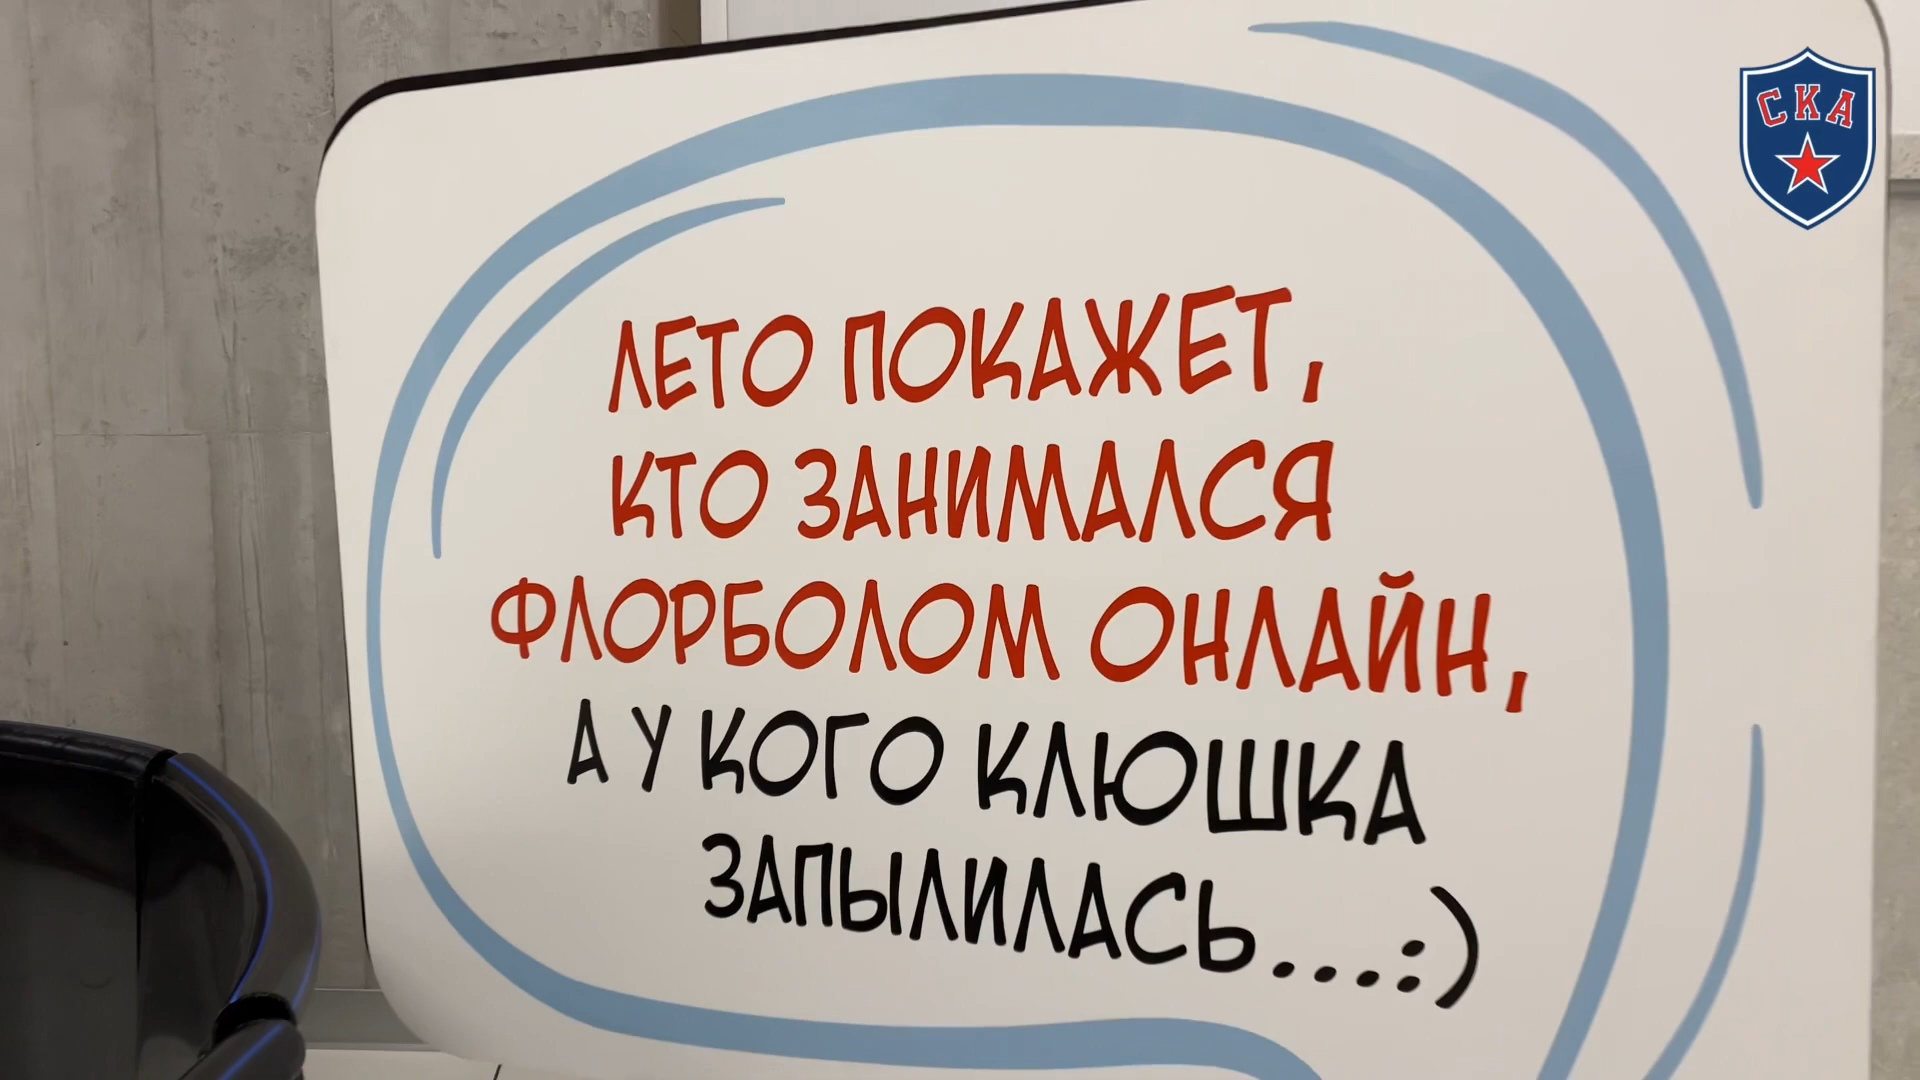 СКА
ЛЕТО ПОКАЖЕТ,
КТО ЗАНИМАЛСЯ
ФЛОРБОЛОМ ОНЛАЙН,
А У КОГО КЛЮШКА
ЗАПЫЛИЛАСЬ...:)